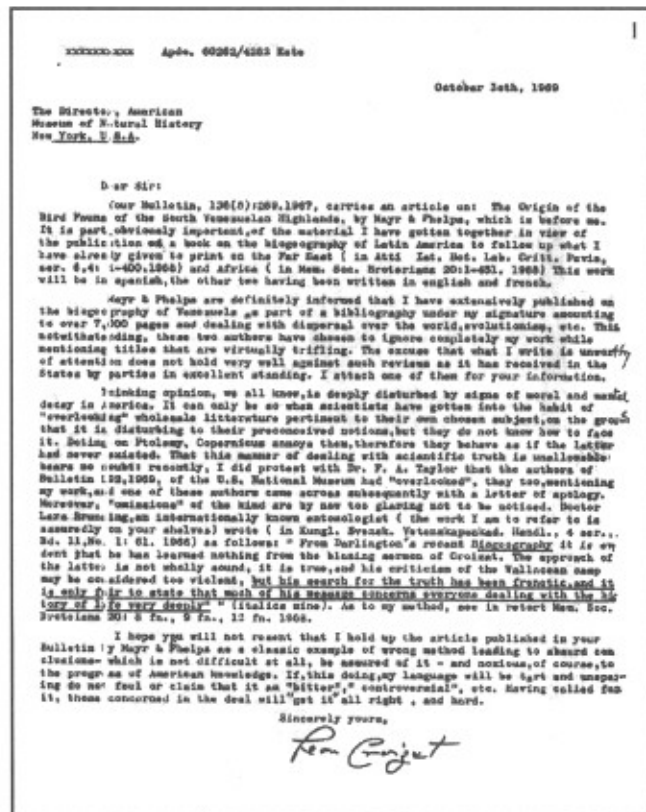 1
xxxxxxx-xxx Apdo. 60262/4283 Este
October 30th, 1969
The Director, American
Museum of Natural History
New York, U.S.A.
Dear Sir:
Your Bulletin, 136(5):269,1967, carries an article on: The Origin of the
Bird Fauna of the South Venezuelan Highlands, by Mayr & Phelps, which is before me.
It is part, obviously important, of the material I have gotten together in view of
the publication of a book on the biogeography of Latin America to follow up what I
have already given to print on the Far East ( in Atti Ist. Bot. Lab. Critt. Pavia,
ser. 6,4: 1-400.1968) and Africa ( in Mem. Soc. Broteriana 20:1-481. 1968) This work
will be in spanish, the other two having been written in english and french.
Mayr & Phelps are definitely informed that I have extensively published on
the biogeography of Venezuela as part of a bibliography under my signature amounting
to over 7,000 pages and dealing with dispersal over the world, evolutionism, etc. This
notwithstanding, these two authors have chosen to ignore completely my work while
mentioning titles that are virtually trifling. The excuse that what I write is unworthy
of attention does not hold very well against such reviews as it has received in the
States by parties in excellent standing. I attach one of them for your information.
Thinking opinion, we all know, is deeply disturbed by signs of moral and mental
decay in America. It can only be so when scientists have gotten into the habit of
"overlooking" wholesale litterature pertinent to their own chosen subject, on the grounds
that it is disturbing to their preconceived notions, but they do not know how to face
it. Doting on Ptolemy, Copernicus annoys them, therefore they behave as if the latter
had never existed. That this manner of dealing with scientific truth is unallowable
bears no doubt: recently, I did protest with Dr. F. A. Taylor that the authors of
Bulletin 1969, of the U.S. National Museum had "overlooked", they too, mentioning
my work, and one of these authors came across subsequently with a letter of apology.
Moreover, "omissions" of the kind are by now too glaring not to be noticed. Doctor
Lars Brundin, an internationally known entomologist ( the work I am to refer to is
assuredly on your shelves) wrote ( in Kungl. Svensk. Vetenskapsakad. Handl., 4 ser.,
Bd. 11, No. 1: 61. 1966) as follows: " From Darlington's recent Biogeography it is evi
dent that he has learned nothing from the hissing sermon of Croizat. The approach of
the latter is not wholly sound, it is true, and his criticism of the Wallacean camp
may be considered too violent, but his search for the truth has been frenetic, and it
is only fair to state that much of his message concerns everyone dealing with the his
tory of life very deeply" " (italics mine). As to my method, see in retort Mem. Soc.
Broteriana 20: 8 fn., 9 fn., 12 fn. 1968.
I hope you will not resent that I hold up the article published in your
Bulletin by Mayr & Phelps as a classic example of wrong method leading to absurd con
clusions- which is not difficult at all, be assured of it - and noxious, of course, to
the progress of American knowledge. If, this doing, my language will be tart and unspar-
ing do not feel or claim that it is "bitter", " controversial", etc. Having called for
it, those concerned in the deal will "get it" all right , and hard.
Sincerely yours,
Leon Croizat